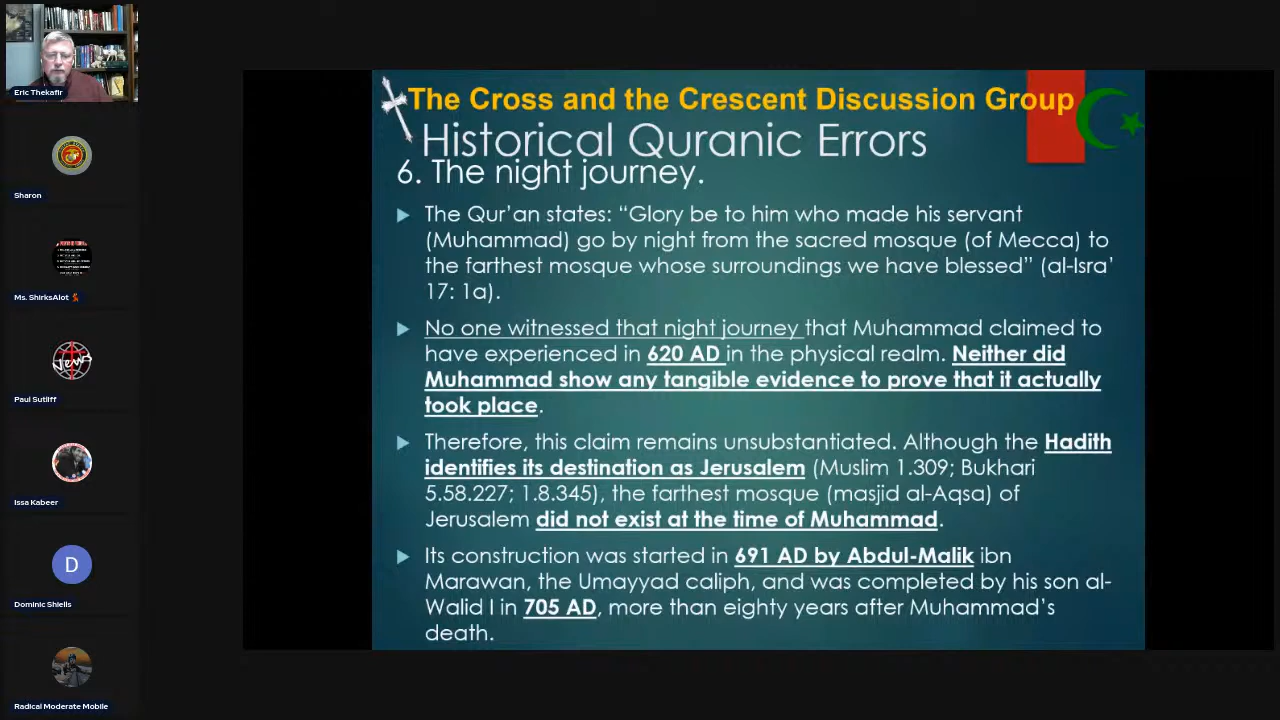 Eric Thekafir
Sharon
Ms. ShirksAlot
Paul Sutliff
News
Issa Kabeer
D
Dominic Shiells
Radical Moderate Mobile
The Cross and the Crescent Discussion Group
Historical Quranic Errors
6. The night journey.
The Qur’an states: “Glory be to him who made his servant
(Muhammad) go by night from the sacred mosque (of Mecca) to
the farthest mosque whose surroundings we have blessed” (al-Isra’
17: 1a).
No one witnessed that night journey that Muhammad claimed to
have experienced in 620 AD in the physical realm. Neither did
Muhammad show any tangible evidence to prove that it actually
took place.
Therefore, this claim remains unsubstantiated. Although the Hadith
identifies its destination as Jerusalem (Muslim 1.309; Bukhari
5.58.227; 1.8.345), the farthest mosque (masjid al-Aqsa) of
Jerusalem did not exist at the time of Muhammad.
Its construction was started in 691 AD by Abdul-Malik ibn
Marawan, the Umayyad caliph, and was completed by his son al-
Walid I in 705 AD, more than eighty years after Muhammad’s
death.